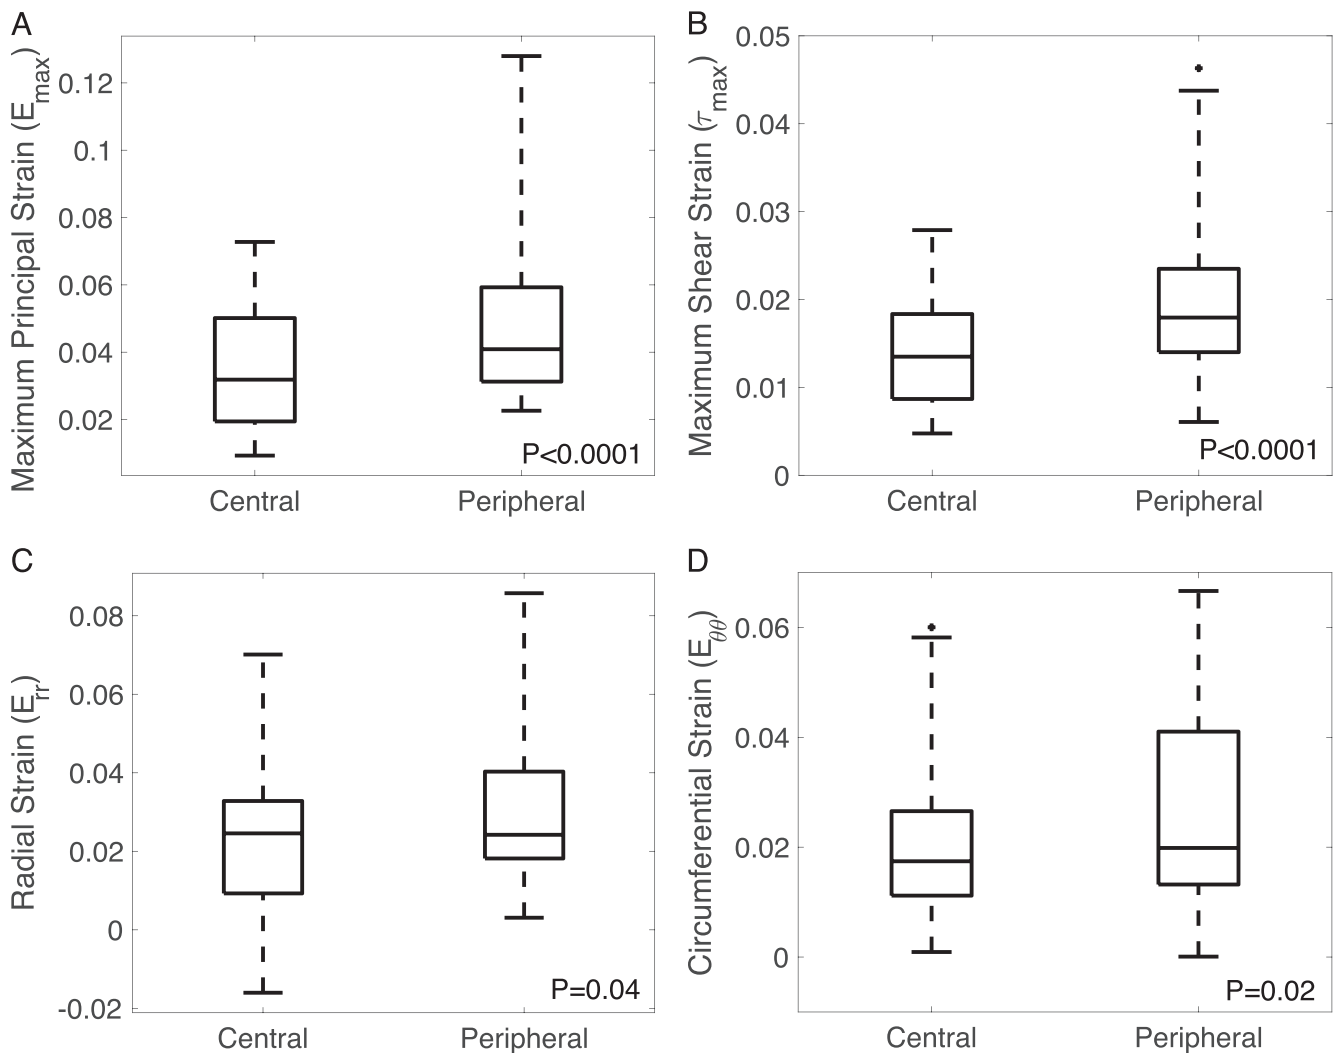 A
Maximum Principal Strain (Emax)
0.12
0.1
0.08
0.06
0.04
0.02
P<0.0001
Central
Peripheral
B
Maximum Shear Strain (τmax)
0.05
0.04
0.03
0.02
0.01
0
P<0.0001
Central
Peripheral
C
Radial Strain (Err)
0.08
0.06
0.04
0.02
0
-0.02
P=0.04
Central
Peripheral
D
Circumferential Strain (Eθθ)
0.06
0.04
0.02
0
P=0.02
Central
Peripheral